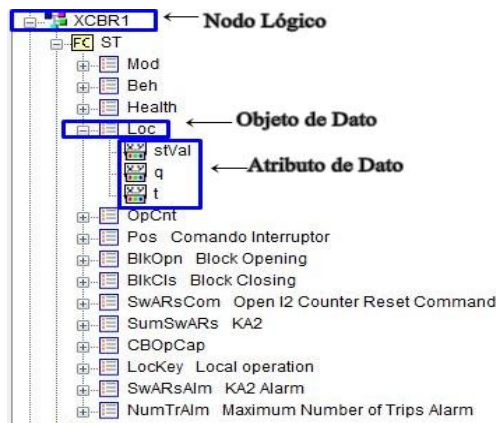 XCBR1 Nodo Lógico
FC ST
Mod
Beh
Health
Loc Objeto de Dato
stVal
q Atributo de Dato
t
OpCnt
Pos Comando Interruptor
BlkOpn Block Opening
BlkCls Block Closing
SwARsCom Open I2 Counter Reset Command
SumSwARs KA2
CBOpCap
LocKey Local operation
SwARsAlm KA2 Alarm
NumTrAlm Maximum Number of Trips Alarm